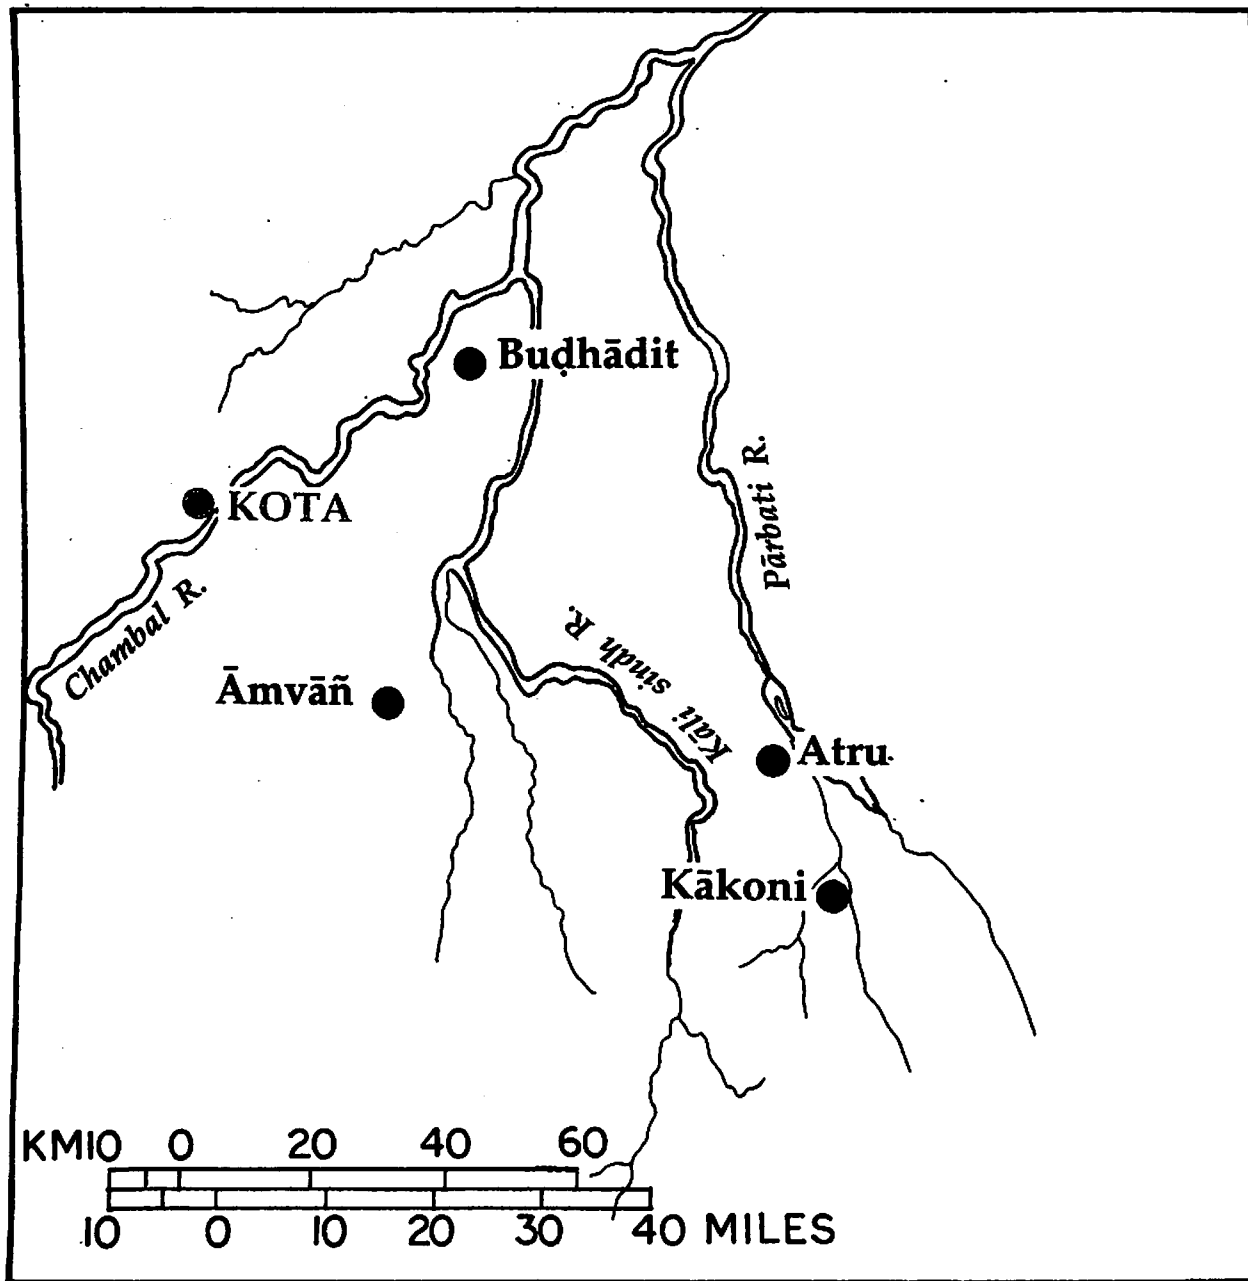 Buḍhādit
Pārbati R.
KOTA
Chambal R.
Kāli sindh R.
Āmvāñ
Atru
Kākoni
KM10 0 20 40 60
10 0 10 20 30 40 MILES